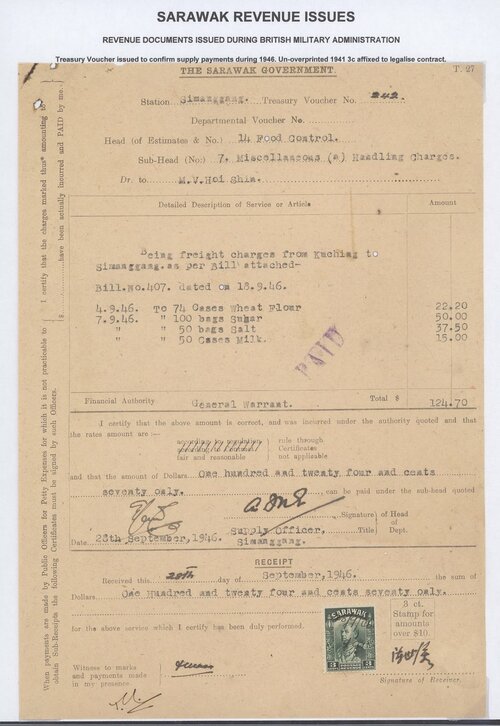 SARAWAK REVENUE ISSUES
REVENUE DOCUMENTS ISSUED DURING BRITISH MILITARY ADMINISTRATION
Treasury Voucher issued to confirm supply payments during 1946. Un-overprinted 1941 3c affixed to legalise contract.
THE SARAWAK GOVERNMENT. T. 27
Station Simanggang. Treasury Voucher No. 242.
Departmental Voucher No.
Head (of Estimates & No.) 14 Food Control.
Sub-Head (No:) 7. Miscellaneous (a) Handling Charges.
Dr. to M.V. Hoi Shia.
Detailed Description of Service or Article Amount
Being freight charges from Kuching to
Simanggang.as per Bill attached-
Bill.No.407. dated on 18.9.46.
4.9.46. To 74 Cases Wheat Flour 22.20
7.9.46. " 100 bags Sugar 50.00
" " 50 bags Salt 37.50
" " 50 Cases Milk. 15.00
PAID
Financial Authority General Warrant. Total $ 124.70
I certify that the above amount is correct, and was incurred under the authority quoted and that
the rates amount are :—
according to regulation
fair and reasonable
rule through
Certificates
not applicable
and that the amount of Dollars One hundred and twenty four and cents
seventy only. can be paid under the sub-head quoted
Signature of Head
Supply Officer, Title of
Date 28th September, 1946. Simanggang. Dept.
RECEIPT
Received this 28th day of September, 1946. the sum of
Dollars. One Hundred and twenty four and cents seventy only.
for the above service which I certify has been duly performed.
3 ct.
Stamp for
amounts
over $10.
SARAWAK
Witness to marks
and payments made
in my presence
Signature of Receiver.
When payments are made by Public Officers for Petty Expenses for which it is not practicable to
obtain Sub-Receipts the following Certificates must be signed by such Officers.
I certify that the charges marked thus* amounting to
$ have been actually incurred and PAID by me.